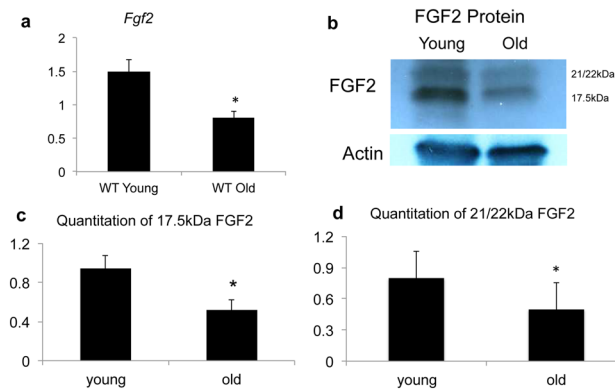 a
Fgf2
2
1.5
1
0.5
0
*
WT Young WT Old
b
FGF2 Protein
Young Old
FGF2
21/22kDa
17.5kDa
Actin
c
Quantitation of 17.5kDa FGF2
1.2
0.8
0.4
0
*
young old
d
Quantitation of 21/22kDa FGF2
1.2
0.9
0.6
0.3
0
*
young old